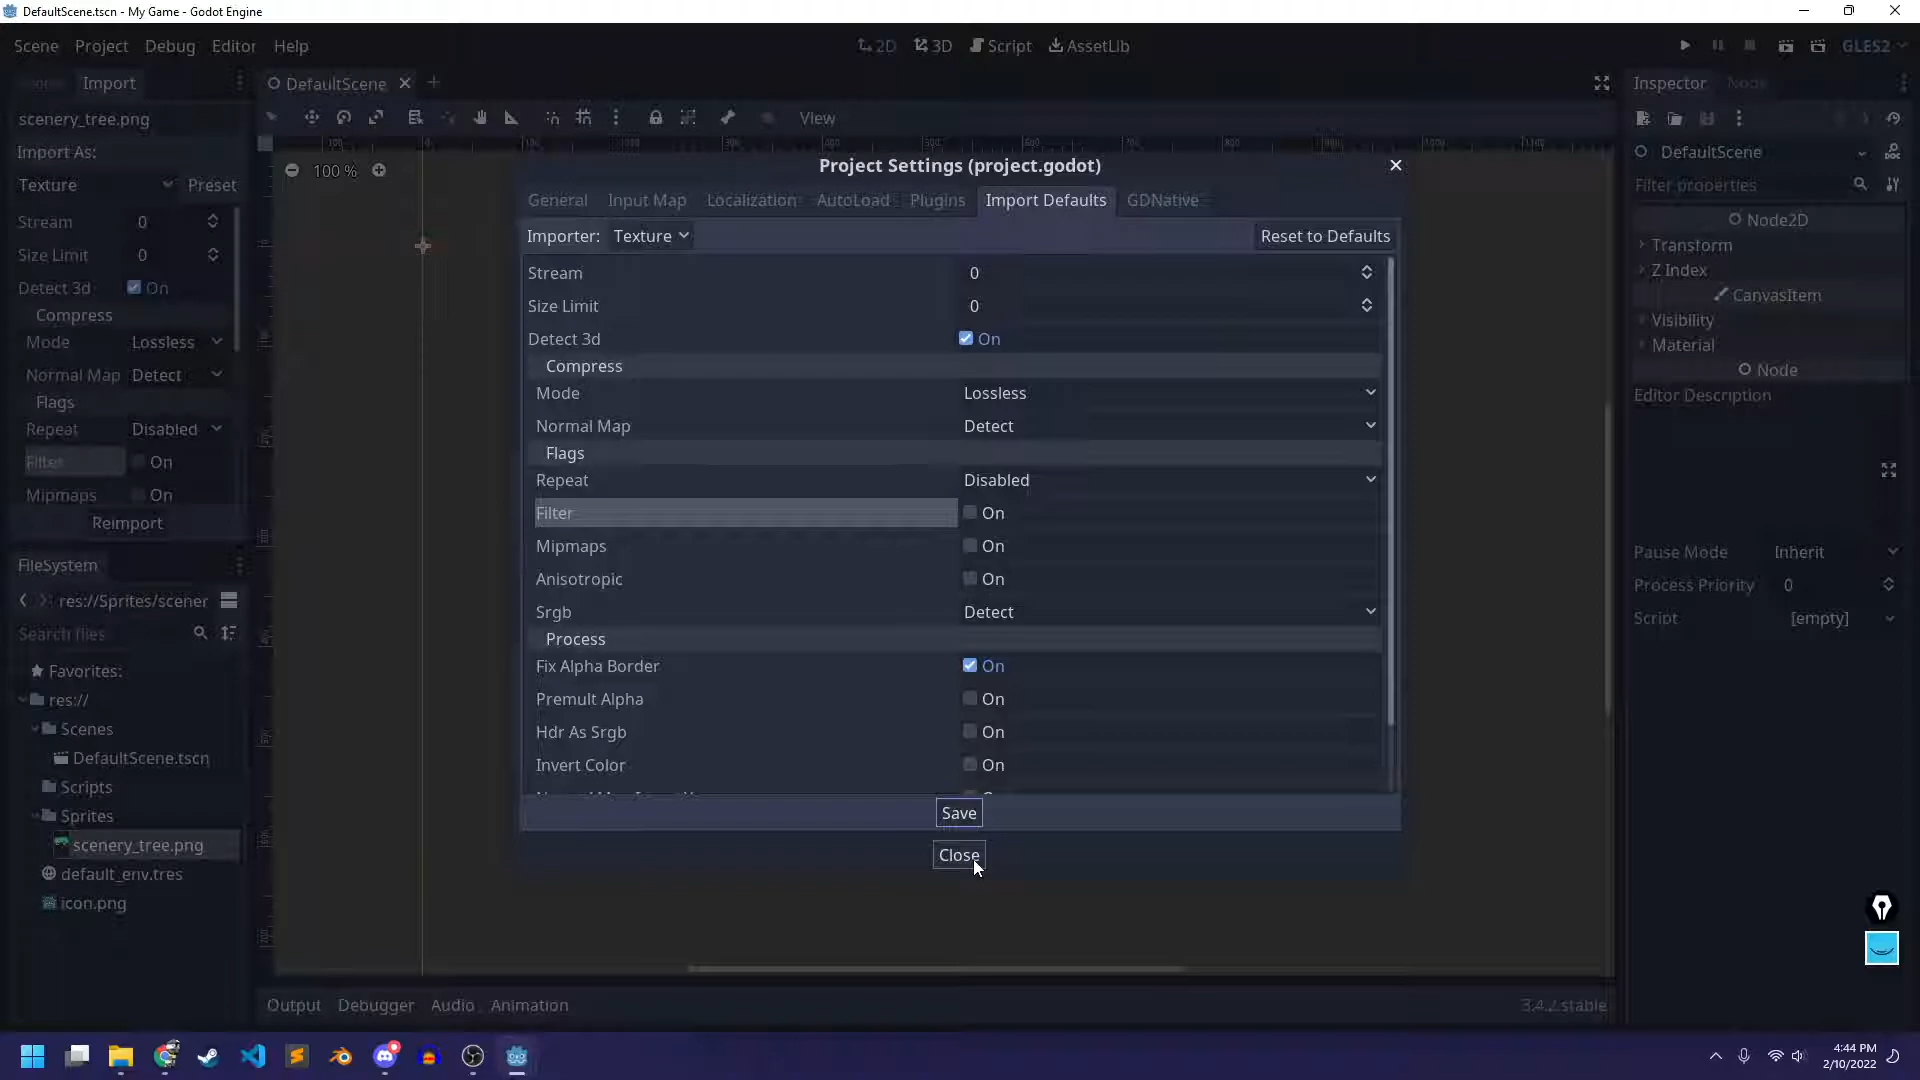 DefaultScene.tscn - My Game - Godot Engine
Scene Project Debug Editor Help
2D 3D Script AssetLib
GLES2
Import
DefaultScene
Inspector Node
scenery_tree.png
View
Import As:
Texture Preset
100 %
DefaultScene
Filter properties
Stream 0
Size Limit 0
Detect 3d On
Compress
Mode Lossless
Normal Map Detect
Flags
Repeat Disabled
Filter On
Mipmaps On
Reimport
Project Settings (project.godot)
General Input Map Localization AutoLoad Plugins Import Defaults GDNative
Importer: Texture Reset to Defaults
Stream 0
Size Limit 0
Detect 3d On
Compress
Mode Lossless
Normal Map Detect
Flags
Repeat Disabled
Filter On
Mipmaps On
Anisotropic On
Srgb Detect
Process
Fix Alpha Border On
Premult Alpha On
Hdr As Srgb On
Invert Color On
Save
Close
Node2D
Transform
Z Index
CanvasItem
Visibility
Material
Node
Editor Description
Pause Mode Inherit
Process Priority 0
Script [empty]
FileSystem
res://Sprites/scener
Search files
Favorites:
res://
Scenes
DefaultScene.tscn
Scripts
Sprites
scenery_tree.png
default_env.tres
icon.png
Output Debugger Audio Animation
3.4.2.stable
4:44 PM
2/10/2022